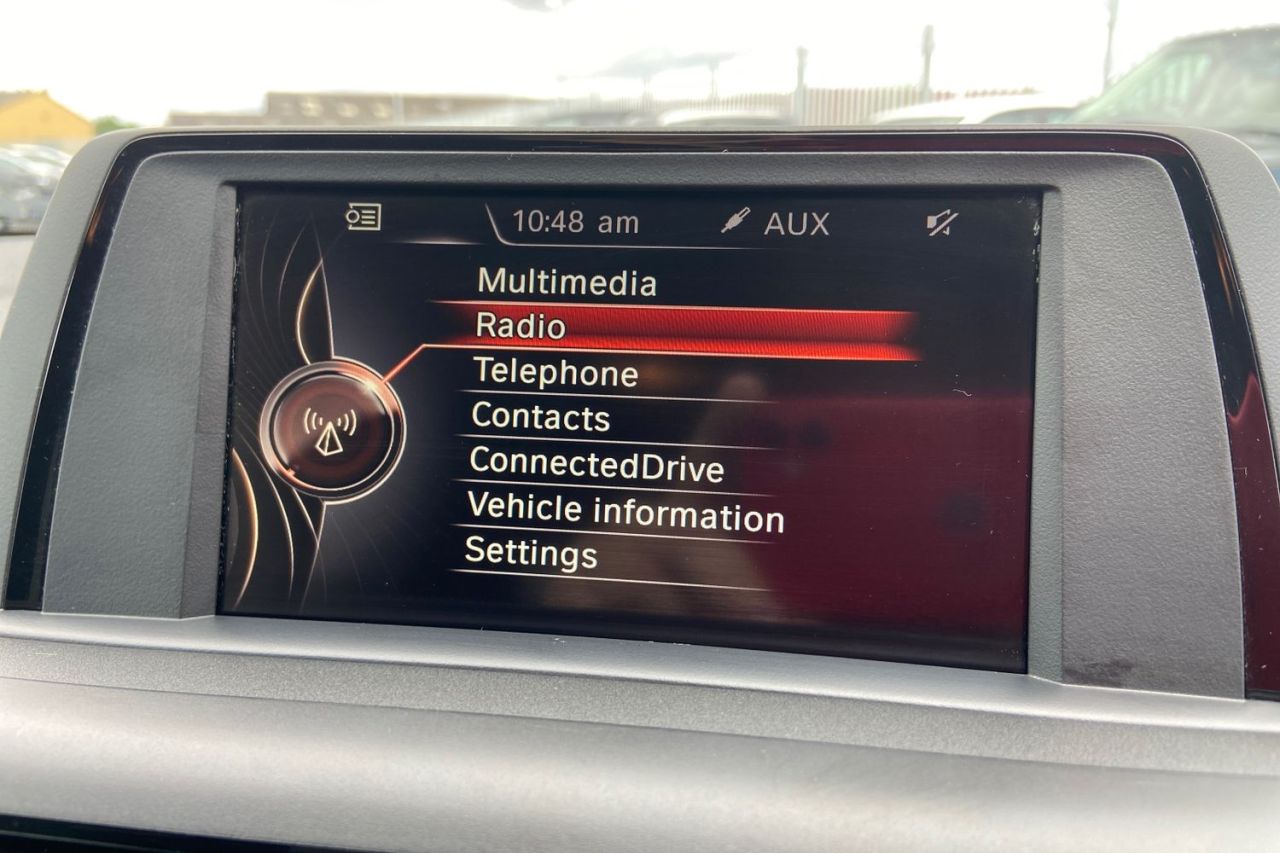 10:48 am AUX
Multimedia
Radio
Telephone
Contacts
ConnectedDrive
Vehicle information
Settings